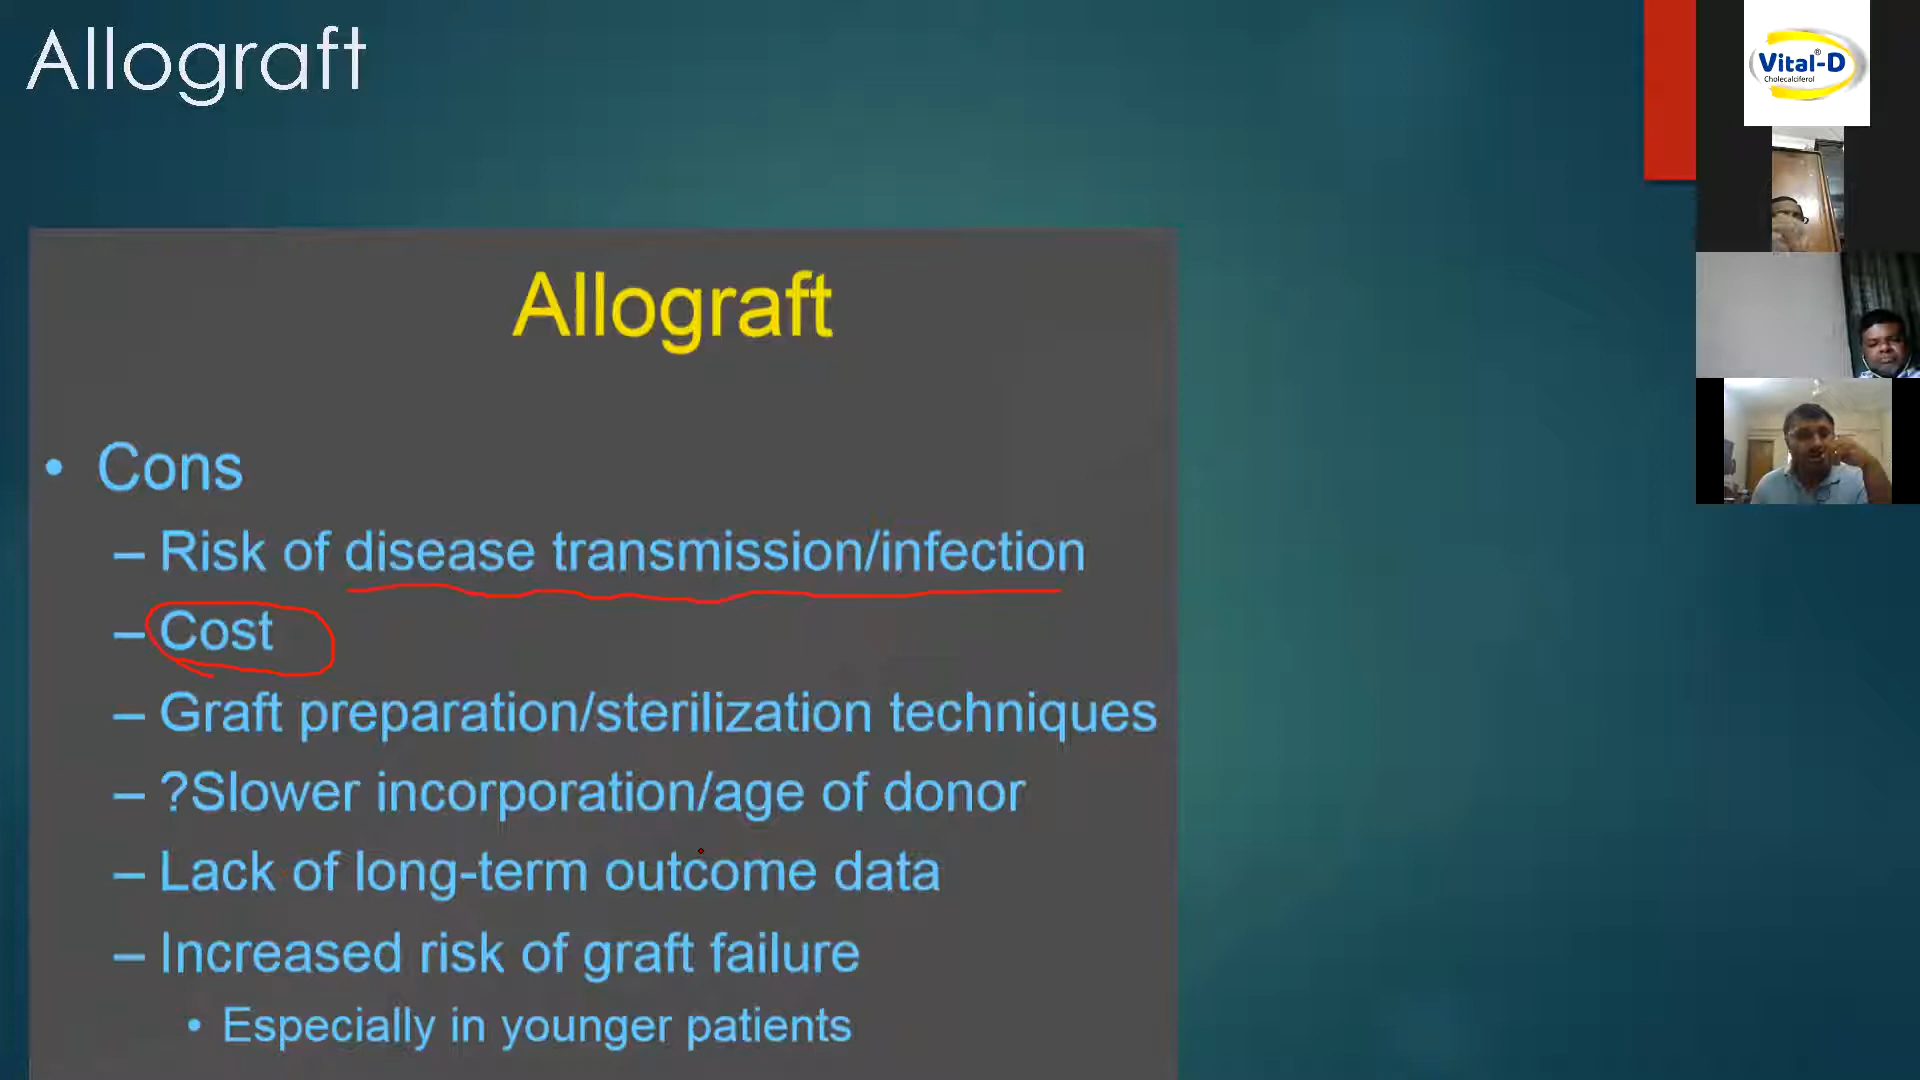 Allograft
Allograft
• Cons
– Risk of disease transmission/infection
– Cost
– Graft preparation/sterilization techniques
– ?Slower incorporation/age of donor
– Lack of long-term outcome data
– Increased risk of graft failure
• Especially in younger patients
Vital-D®
Cholecalciferol